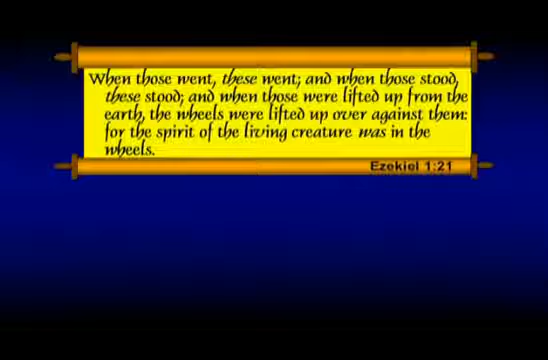 When those went, these went; and when those stood,
these stood; and when those were lifted up from the
earth, the wheels were lifted up over against them:
for the spirit of the living creature was in the
wheels.
Ezekiel 1:21